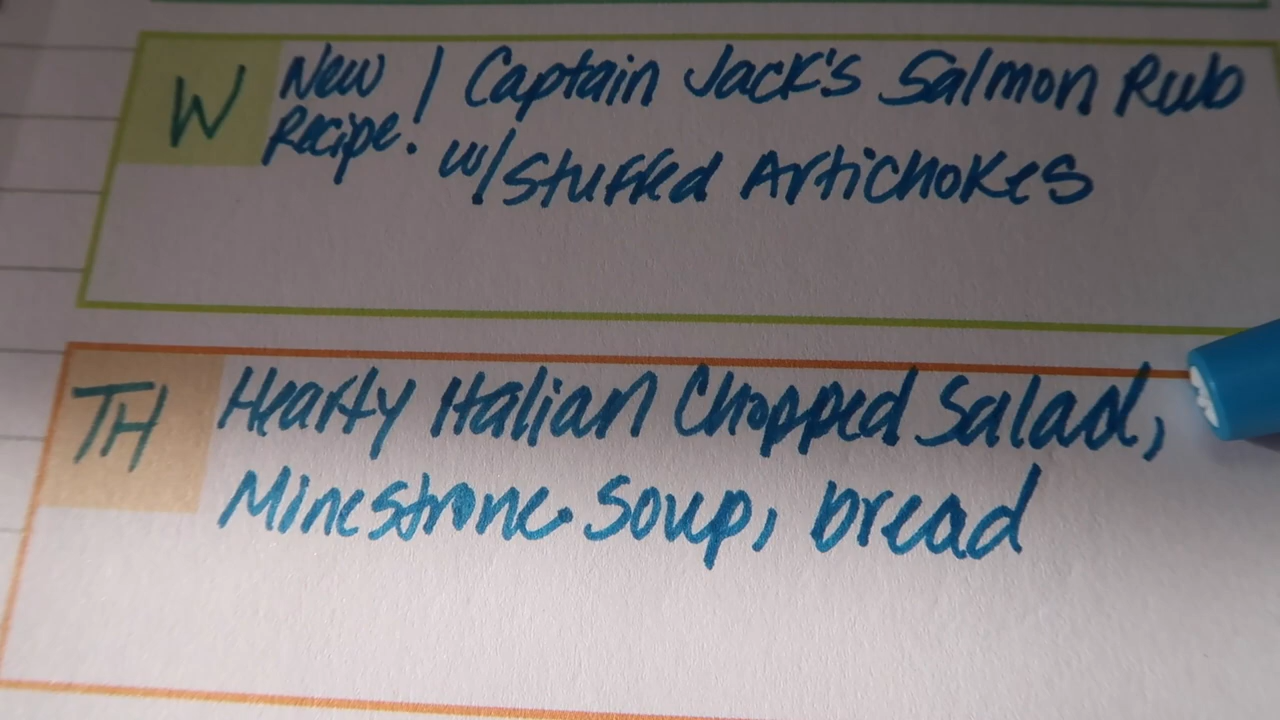 W New Recipe! Captain Jack's Salmon Rub
w/ Stuffed Artichokes
TH Hearty Italian Chopped Salad,
Minestrone Soup, bread